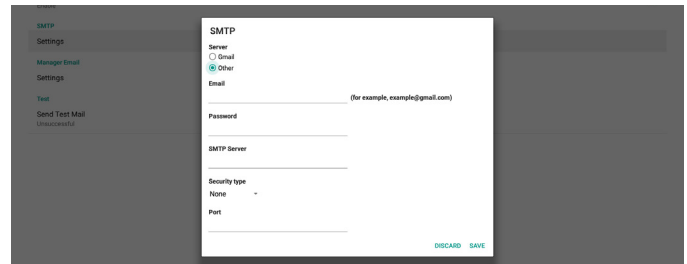 Enable
SMTP
Settings
Manager Email
Settings
Test
Send Test Mail
Unsuccessful
SMTP
Server
Gmail
Other
Email
(for example, example@gmail.com)
Password
SMTP Server
Security type
None
Port
DISCARD SAVE